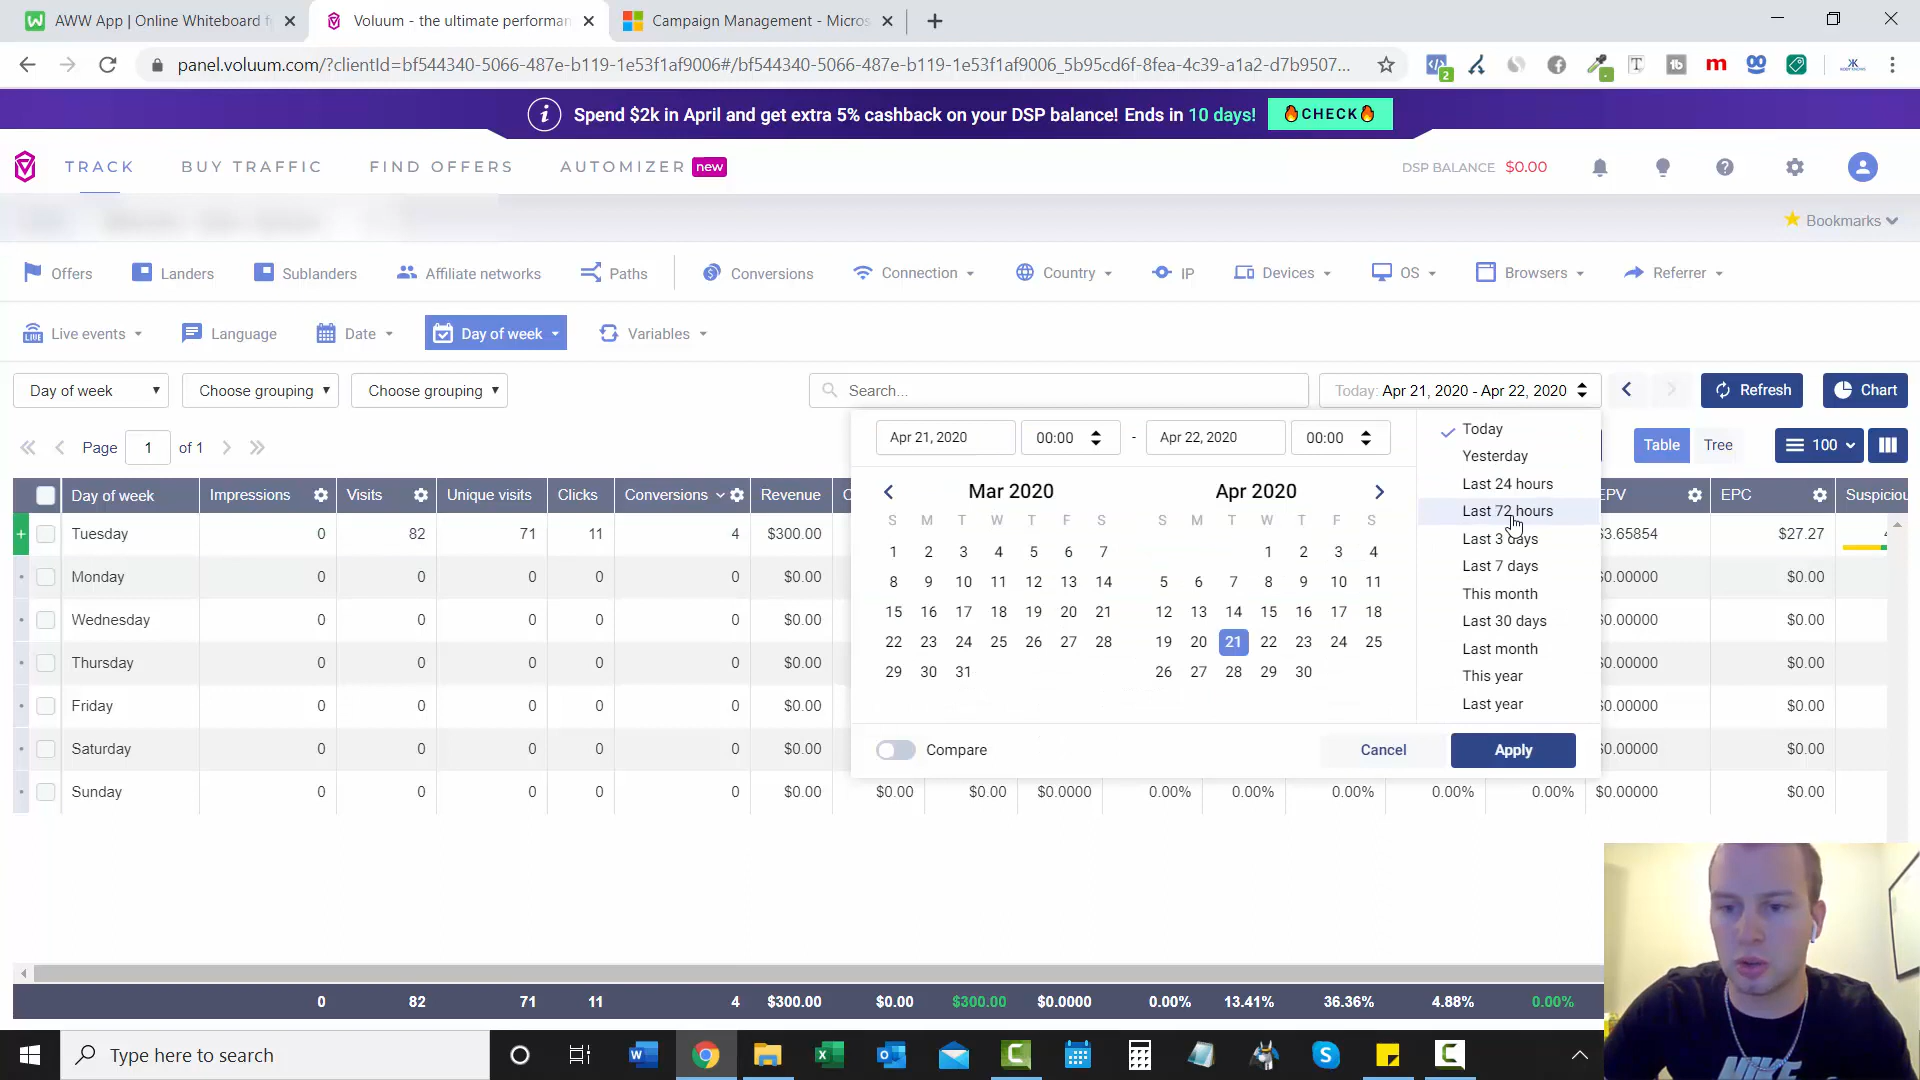 AWW App | Online Whiteboard f
Voluum - the ultimate performan
Campaign Management - Micros
panel.voluum.com/?clientId=bf544340-5066-487e-b119-1e53f1af9006#/bf544340-5066-487e-b119-1e53f1af9006_5b95cd6f-8fea-4c39-a1a2-d7b9507...
Spend $2k in April and get extra 5% cashback on your DSP balance! Ends in 10 days! CHECK
TRACK BUY TRAFFIC FIND OFFERS AUTOMIZER new DSP BALANCE $0.00
Bookmarks
Offers Landers Sublanders Affiliate networks Paths Conversions Connection Country IP Devices OS Browsers Referrer
Live events Language Date Day of week Variables
Day of week Choose grouping Choose grouping Search... Today: Apr 21, 2020 - Apr 22, 2020 Refresh Chart
Page 1 of 1 Table Tree 100
Apr 21, 2020 00:00 - Apr 22, 2020 00:00
Mar 2020 Apr 2020
S M T W T F S S M T W T F S
1 2 3 4 5 6 7 1 2 3 4
8 9 10 11 12 13 14 5 6 7 8 9 10 11
15 16 17 18 19 20 21 12 13 14 15 16 17 18
22 23 24 25 26 27 28 19 20 21 22 23 24 25
29 30 31 26 27 28 29 30
Today
Yesterday
Last 24 hours
Last 72 hours
Last 3 days
Last 7 days
This month
Last 30 days
Last month
This year
Last year
Compare Cancel Apply
Day of week Impressions Visits Unique visits Clicks Conversions Revenue C EPV EPC Suspiciou
Tuesday 0 82 71 11 4 $300.00 $3.65854 $27.27
Monday 0 0 0 0 0 $0.00 $0.00000 $0.00
Wednesday 0 0 0 0 0 $0.00 $0.00000 $0.00
Thursday 0 0 0 0 0 $0.00 $0.00000 $0.00
Friday 0 0 0 0 0 $0.00 $0.00000 $0.00
Saturday 0 0 0 0 0 $0.00 $0.00000 $0.00
Sunday 0 0 0 0 0 $0.00 $0.00 $0.00 $0.0000 0.00% 0.00% 0.00% 0.00% 0.00% $0.00000 $0.00
0 82 71 11 4 $300.00 $0.00 $300.00 $0.0000 0.00% 13.41% 36.36% 4.88% 0.00%
Type here to search
NIKE